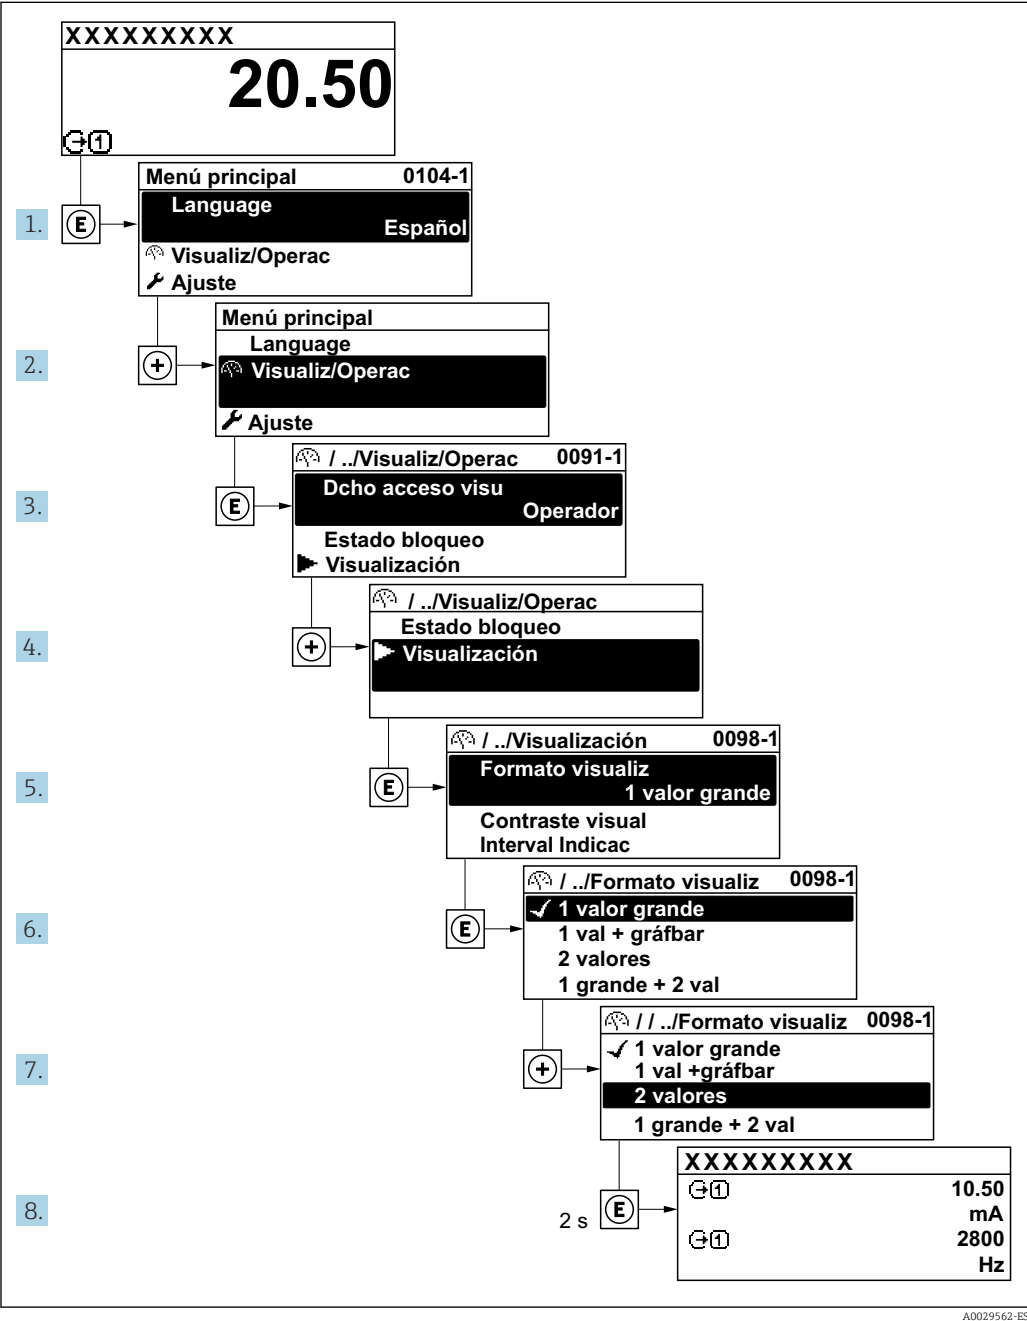 XXXXXXXXX
20.50
1
Menú principal 0104-1
Language
1. E Español
Visualiz/Operac
Ajuste
Menú principal
Language
2. + Visualiz/Operac
Ajuste
/ ../Visualiz/Operac 0091-1
Dcho acceso visu
3. E Operador
Estado bloqueo
Visualización
/ ../Visualiz/Operac
Estado bloqueo
4. + Visualización
/ ../Visualización 0098-1
Formato visualiz
5. E 1 valor grande
Contraste visual
Interval Indicac
/ ../Formato visualiz 0098-1
1 valor grande
6. E 1 val + gráfbar
2 valores
1 grande + 2 val
/ / ../Formato visualiz 0098-1
1 valor grande
7. + 1 val +gráfbar
2 valores
1 grande + 2 val
XXXXXXXXX
1 10.50
8. 2 s E mA
1 2800
Hz
A0029562-ES